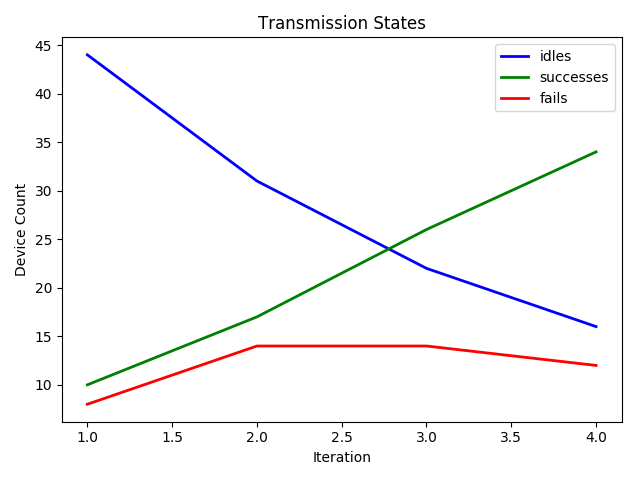 Transmission States
idles
successes
fails
Device Count
45
40
35
30
25
20
15
10
1.0 1.5 2.0 2.5 3.0 3.5 4.0
Iteration